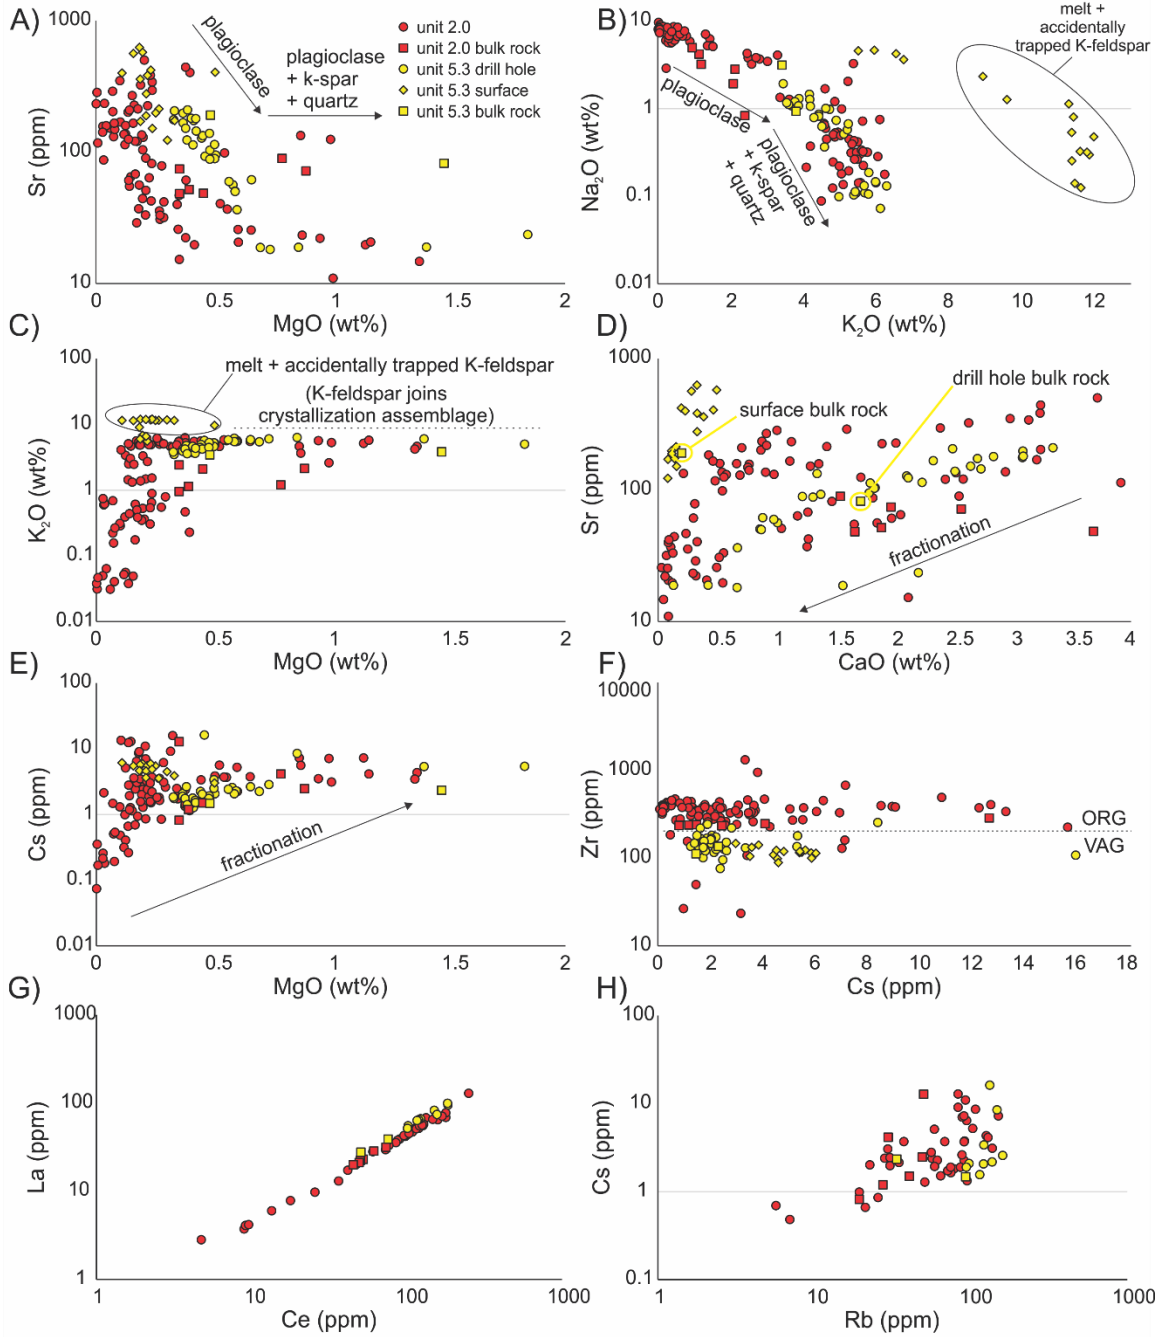 A)
1000
100
10
Sr (ppm)
0
0.5
1
1.5
2
MgO (wt%)
plagioclase
plagioclase
+ k-spar
+ quartz
unit 2.0
unit 2.0 bulk rock
unit 5.3 drill hole
unit 5.3 surface
unit 5.3 bulk rock
B)
10
1
0.1
0.01
Na2O (wt%)
0
2
4
6
8
10
12
K2O (wt%)
melt +
accidentally
trapped K-feldspar
plagioclase
plagioclase
+ k-spar
+ quartz
C)
100
10
1
0.1
0.01
K2O (wt%)
0
0.5
1
1.5
2
MgO (wt%)
melt + accidentally trapped K-feldspar
(K-feldspar joins
crystallization assemblage)
D)
1000
100
10
Sr (ppm)
0
0.5
1
1.5
2
2.5
3
3.5
4
CaO (wt%)
drill hole bulk rock
surface bulk rock
fractionation
E)
100
10
1
0.1
0.01
Cs (ppm)
0
0.5
1
1.5
2
MgO (wt%)
fractionation
F)
10000
1000
100
10
Zr (ppm)
0
2
4
6
8
10
12
14
16
18
Cs (ppm)
ORG
VAG
G)
1000
100
10
1
La (ppm)
1
10
100
1000
Ce (ppm)
H)
100
10
1
0.1
Cs (ppm)
1
10
100
1000
Rb (ppm)